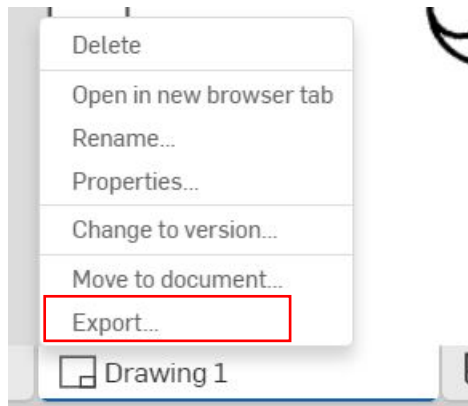 Delete
Open in new browser tab
Rename...
Properties...
Change to version...
Move to document...
Export...
Drawing 1